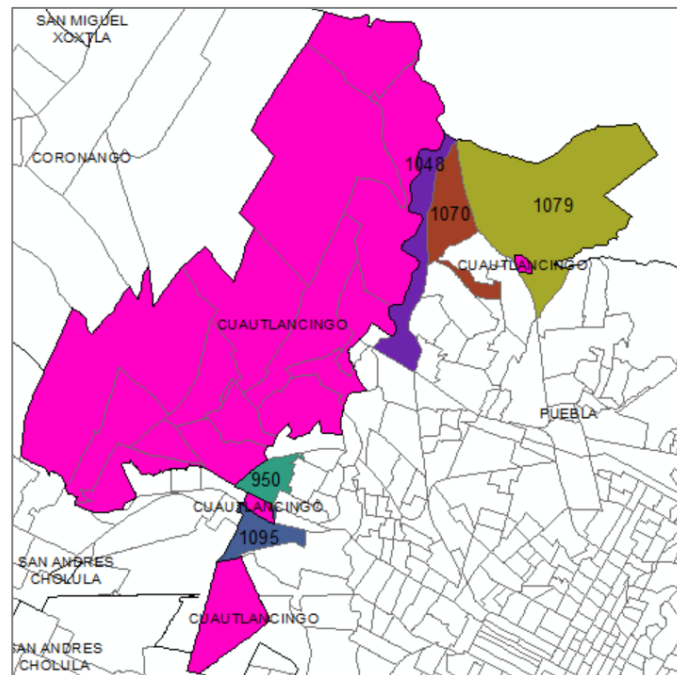 SAN MIGUEL
XOXTLA
CORONANGO
1048
1070
1079
CUAUTLANCINGO
CUAUTLANCINGO
PUEBLA
950
CUAUTLANCINGO
1095
SAN ANDRES
CHOLULA
CUAUTLANCINGO
SAN ANDRES
CHOLULA